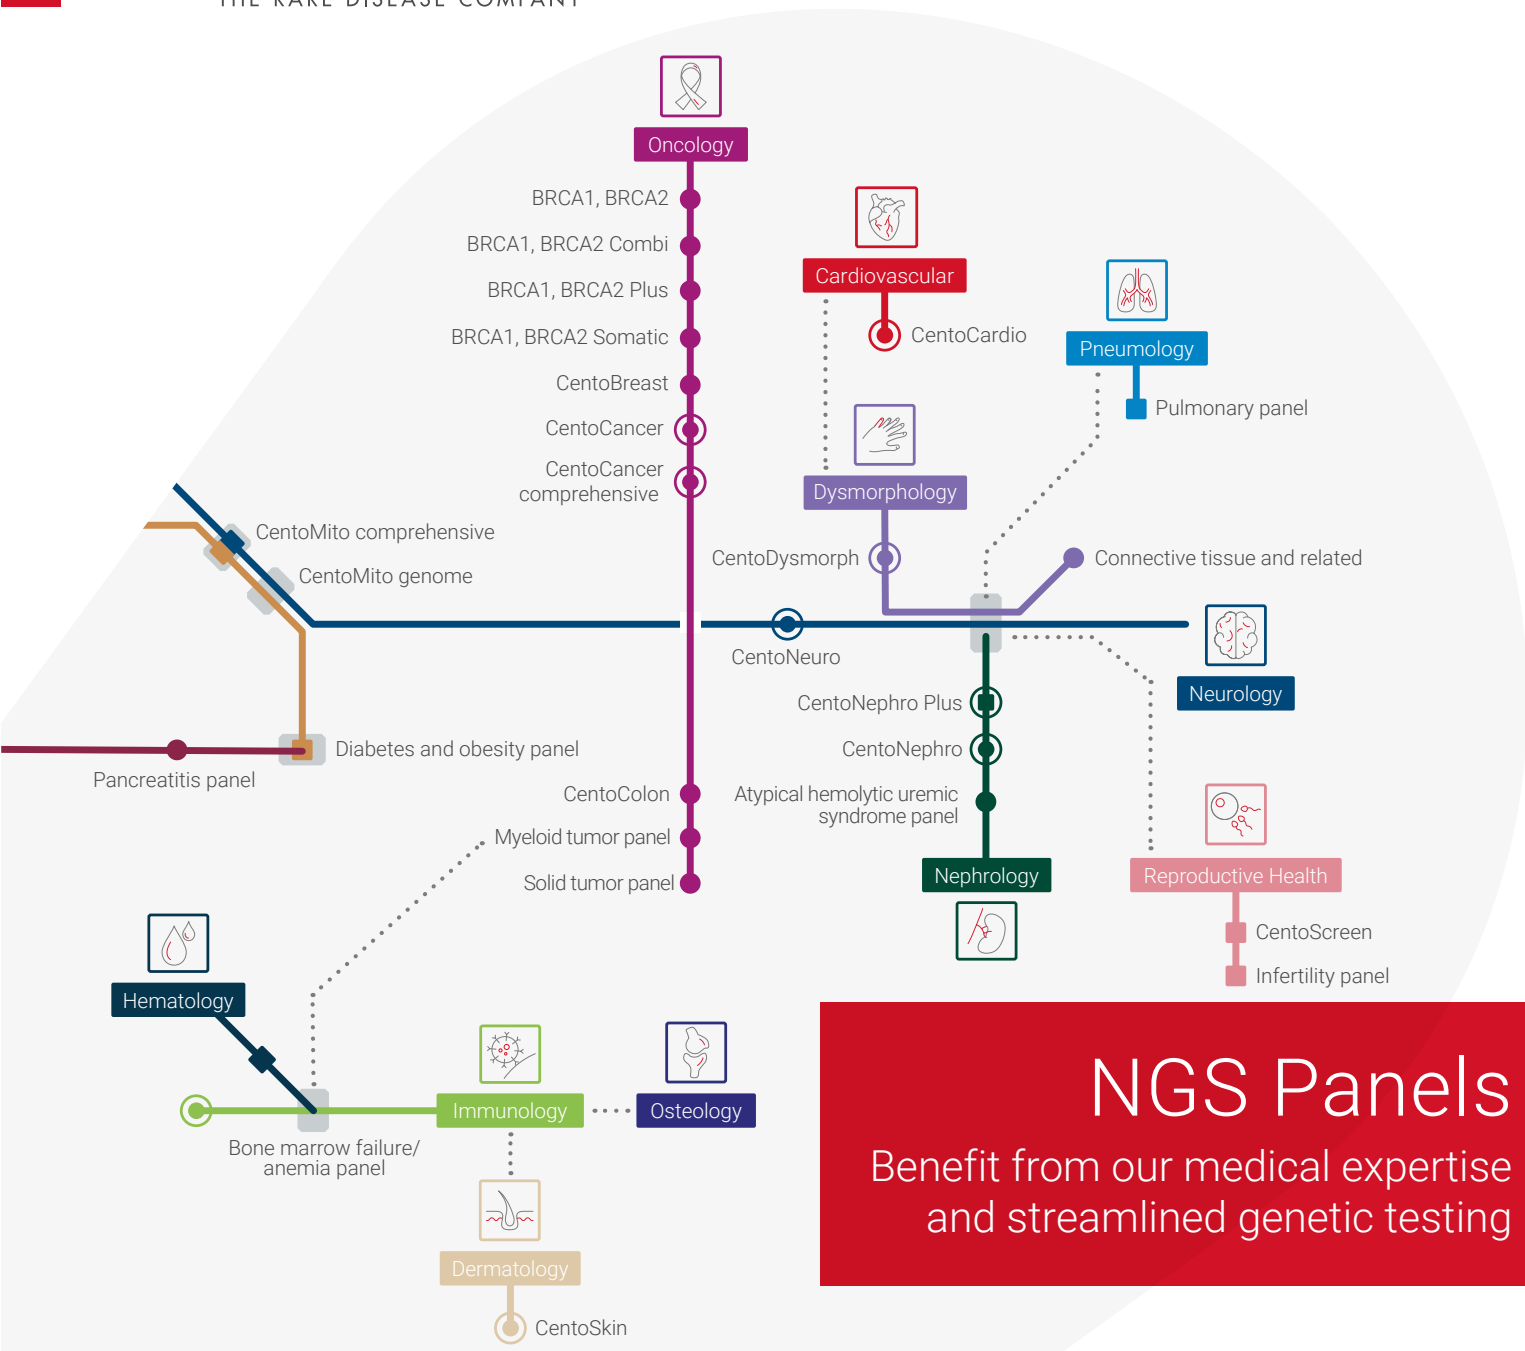 THE RARE DISEASE COMPANY
Oncology
BRCA1, BRCA2
BRCA1, BRCA2 Combi
BRCA1, BRCA2 Plus
BRCA1, BRCA2 Somatic
CentoBreast
CentoCancer
CentoCancer
comprehensive
Cardiovascular
CentoCardio
Pneumology
Pulmonary panel
Dysmorphology
CentoDysmorph
Connective tissue and related
CentoMito comprehensive
CentoMito genome
CentoNeuro
Neurology
CentoNephro Plus
CentoNephro
Atypical hemolytic uremic
syndrome panel
Nephrology
Diabetes and obesity panel
Pancreatitis panel
CentoColon
Myeloid tumor panel
Solid tumor panel
Reproductive Health
CentoScreen
Infertility panel
Hematology
Immunology
Osteology
Bone marrow failure/
anemia panel
Dermatology
CentoSkin
NGS Panels
Benefit from our medical expertise
and streamlined genetic testing